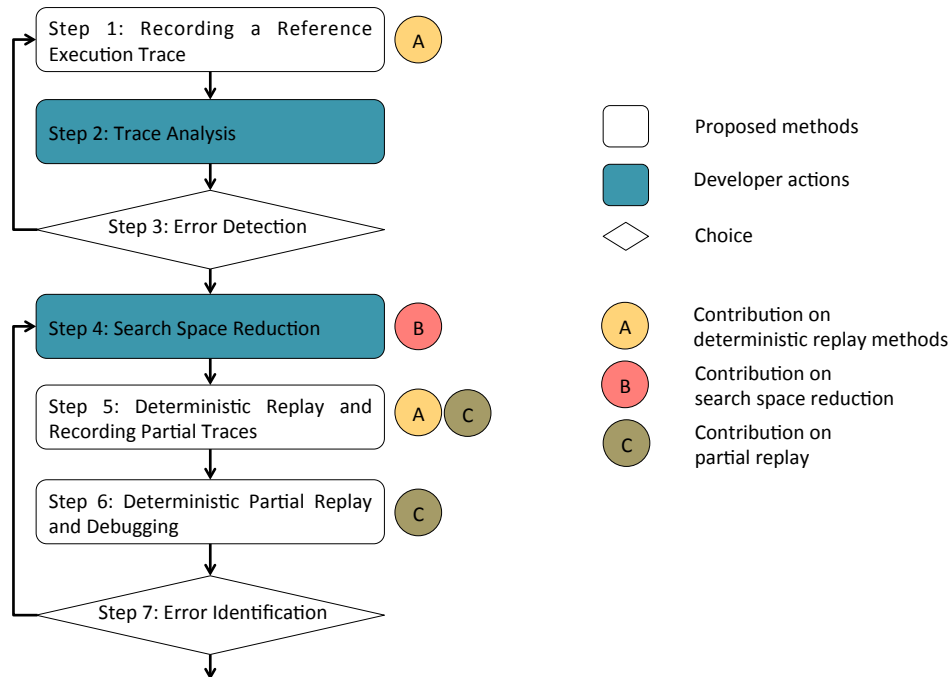 Step 1: Recording a Reference
Execution Trace
A
Step 2: Trace Analysis
Step 3: Error Detection
Step 4: Search Space Reduction
B
Step 5: Deterministic Replay and
Recording Partial Traces
A
C
Step 6: Deterministic Partial Replay
and Debugging
C
Step 7: Error Identification
Proposed methods
Developer actions
Choice
A
Contribution on
deterministic replay methods
B
Contribution on
search space reduction
C
Contribution on
partial replay